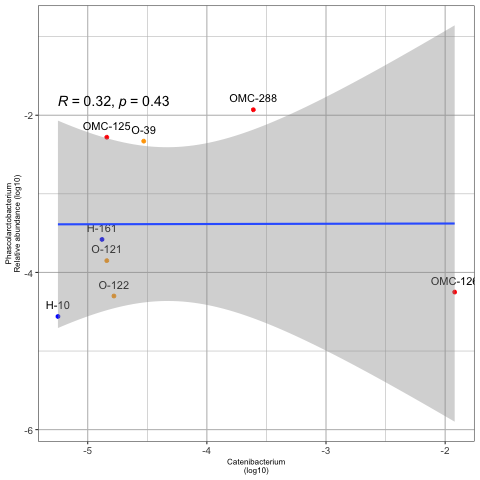 R = 0.32, p = 0.43
OMC-288
OMC-125
O-39
H-161
O-121
O-122
H-10
OMC-126
-2
-4
-6
-5
-4
-3
-2
Phascolarctobacterium
Relative abundance (log10)
Catenibacterium
(log10)